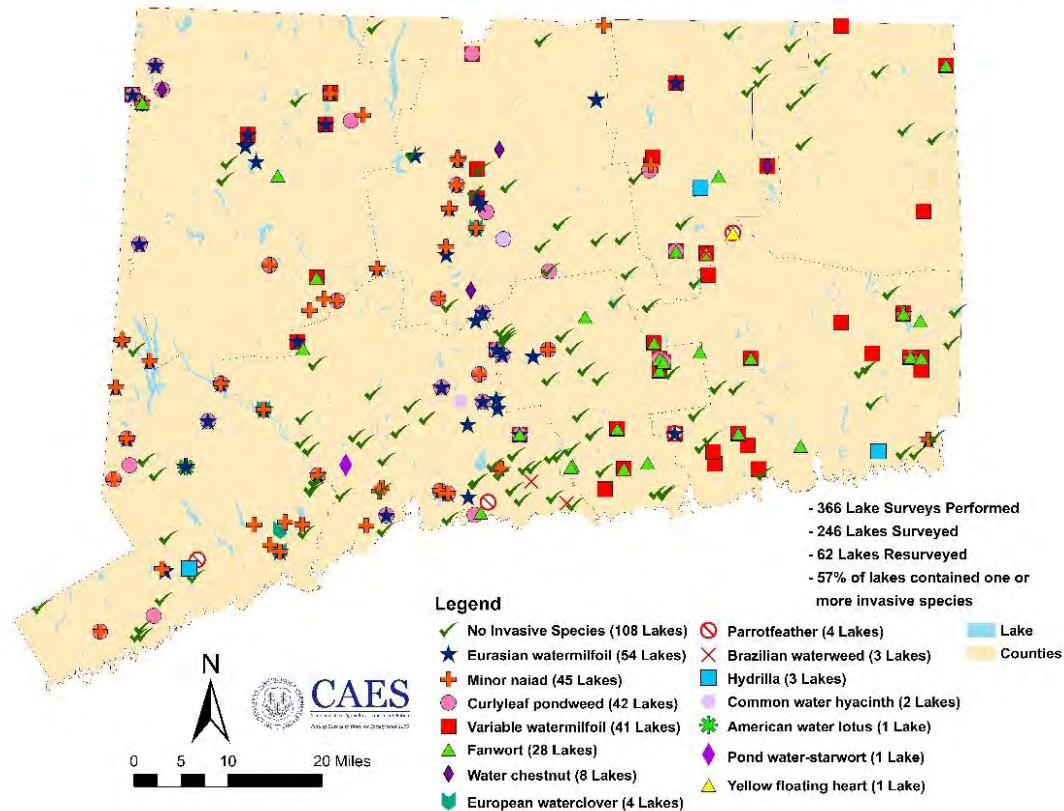 - 366 Lake Surveys Performed
- 246 Lakes Surveyed
- 62 Lakes Resurveyed
- 57% of lakes contained one or
more invasive species
Legend
No Invasive Species (108 Lakes)
Eurasian watermilfoil (54 Lakes)
Minor naiad (45 Lakes)
Curlyleaf pondweed (42 Lakes)
Variable watermilfoil (41 Lakes)
Fanwort (28 Lakes)
Water chestnut (8 Lakes)
European waterclover (4 Lakes)
Parrotfeather (4 Lakes)
Brazilian waterweed (3 Lakes)
Hydrilla (3 Lakes)
Common water hyacinth (2 Lakes)
American water lotus (1 Lake)
Pond water-starwort (1 Lake)
Yellow floating heart (1 Lake)
Lake
Counties
N
CAES
0 5 10 20 Miles